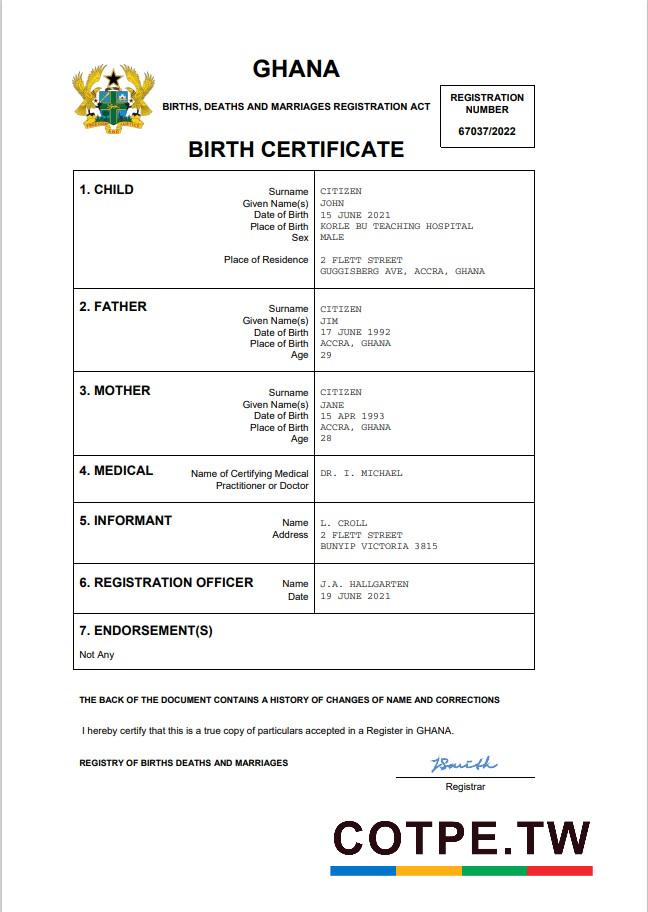 GHANA
BIRTHS, DEATHS AND MARRIAGES REGISTRATION ACT
REGISTRATION
NUMBER
67037/2022
BIRTH CERTIFICATE
1. CHILD
Surname CITIZEN
Given Name(s) JOHN
Date of Birth 15 JUNE 2021
Place of Birth KORLE BU TEACHING HOSPITAL
Sex MALE
Place of Residence 2 FLETT STREET
GUGGISBERG AVE, ACCRA, GHANA
2. FATHER
Surname CITIZEN
Given Name(s) JIM
Date of Birth 17 JUNE 1992
Place of Birth ACCRA, GHANA
Age 29
3. MOTHER
Surname CITIZEN
Given Name(s) JANE
Date of Birth 15 APR 1993
Place of Birth ACCRA, GHANA
Age 28
4. MEDICAL Name of Certifying Medical DR. I. MICHAEL
Practitioner or Doctor
5. INFORMANT Name L. CROLL
Address 2 FLETT STREET
BUNYIP VICTORIA 3815
6. REGISTRATION OFFICER Name J.A. HALLGARTEN
Date 19 JUNE 2021
7. ENDORSEMENT(S)
Not Any
THE BACK OF THE DOCUMENT CONTAINS A HISTORY OF CHANGES OF NAME AND CORRECTIONS
I hereby certify that this is a true copy of particulars accepted in a Register in GHANA.
REGISTRY OF BIRTHS DEATHS AND MARRIAGES
Registrar
COTPE.TW